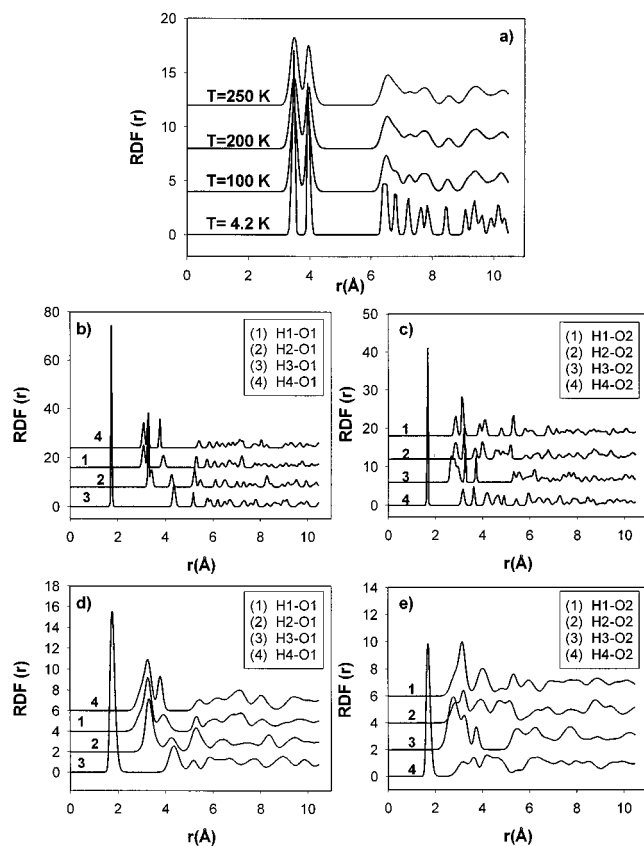 a)
RDF (r)
20
15
10
5
0
T=250 K
T=200 K
T=100 K
T= 4.2 K
0 2 4 6 8 10
r(Å)
b)
RDF (r)
80
60
40
20
0
(1) H1-O1
(2) H2-O1
(3) H3-O1
(4) H4-O1
4
1
2
3
0 2 4 6 8 10
r(Å)
c)
RDF (r)
50
40
30
20
10
0
(1) H1-O2
(2) H2-O2
(3) H3-O2
(4) H4-O2
1
2
3
4
0 2 4 6 8 10
r(Å)
d)
RDF (r)
18
16
14
12
10
8
6
4
2
0
(1) H1-O1
(2) H2-O1
(3) H3-O1
(4) H4-O1
4
1
2
3
0 2 4 6 8 10
r(Å)
e)
RDF (r)
14
12
10
8
6
4
2
0
(1) H1-O2
(2) H2-O2
(3) H3-O2
(4) H4-O2
1
2
3
4
0 2 4 6 8 10
r(Å)